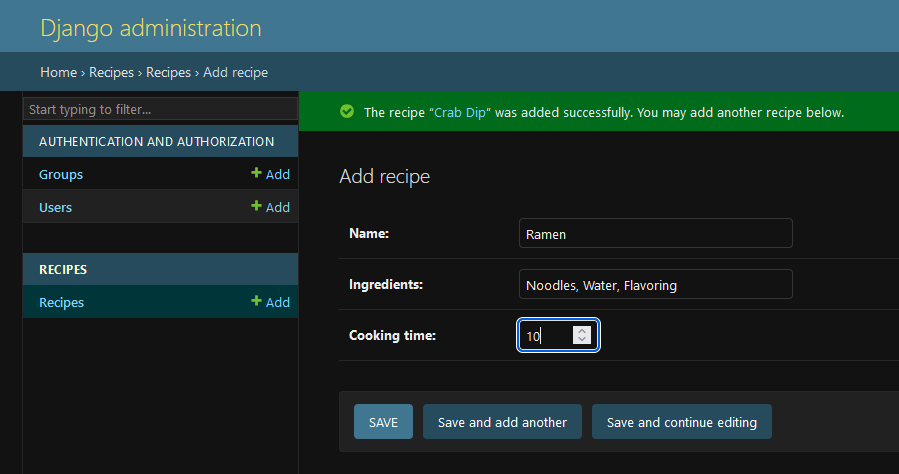 Django administration
Home › Recipes › Recipes › Add recipe
Start typing to filter...
AUTHENTICATION AND AUTHORIZATION
Groups + Add
Users + Add
RECIPES
Recipes + Add
The recipe “Crab Dip” was added successfully. You may add another recipe below.
Add recipe
Name: Ramen
Ingredients: Noodles, Water, Flavoring
Cooking time: 10
SAVE Save and add another Save and continue editing